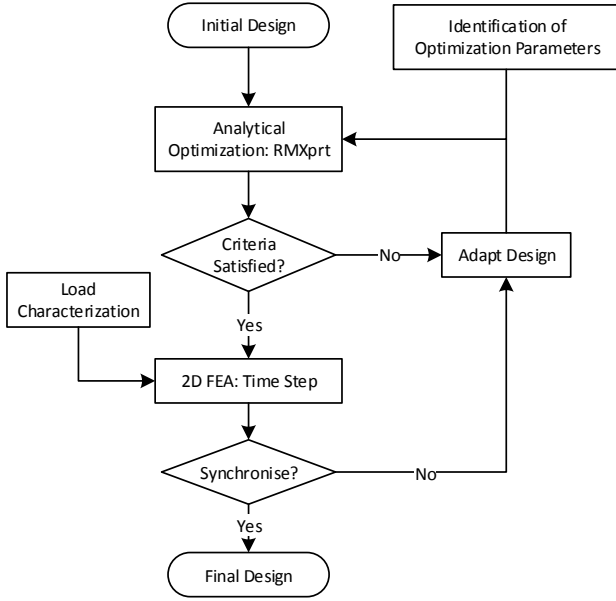 Initial Design
Identification of
Optimization Parameters
Analytical
Optimization: RMXprt
Criteria
Satisfied?
No
Adapt Design
Load
Characterization
Yes
2D FEA: Time Step
Synchronise?
No
Yes
Final Design